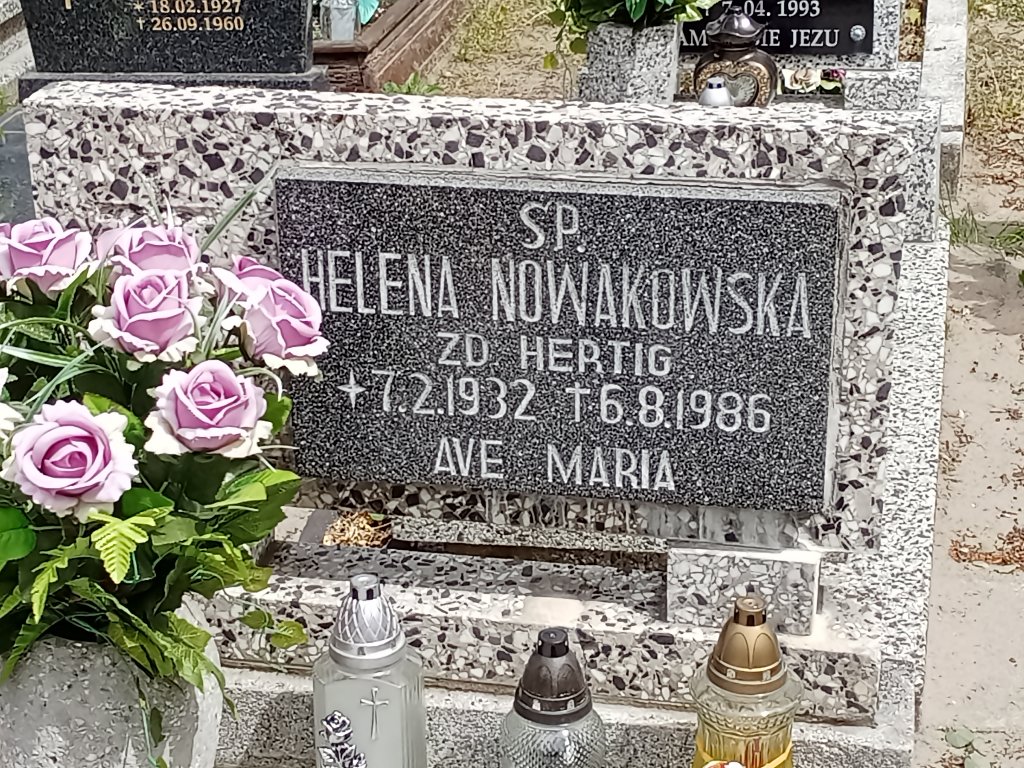 * 18.02.1927
† 26.09.1960
7.04.1993
JEZU
SP.
HELENA NOWAKOWSKA
ZD HERTIG
*7.2.1932 †6.8.1986
AVE MARIA